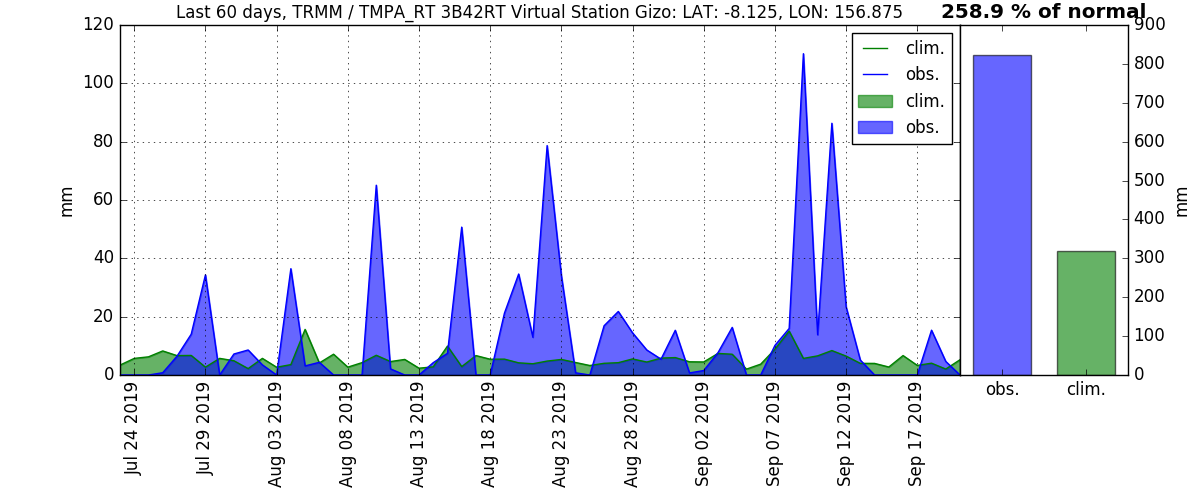 Last 60 days, TRMM / TMPA_RT 3B42RT Virtual Station Gizo: LAT: -8.125, LON: 156.875
258.9 % of normal
120
100
80
60
40
20
0
mm
clim.
obs.
clim.
obs.
900
800
700
600
500
400
300
200
100
0
mm
Jul 24 2019
Jul 29 2019
Aug 03 2019
Aug 08 2019
Aug 13 2019
Aug 18 2019
Aug 23 2019
Aug 28 2019
Sep 02 2019
Sep 07 2019
Sep 12 2019
Sep 17 2019
obs.
clim.